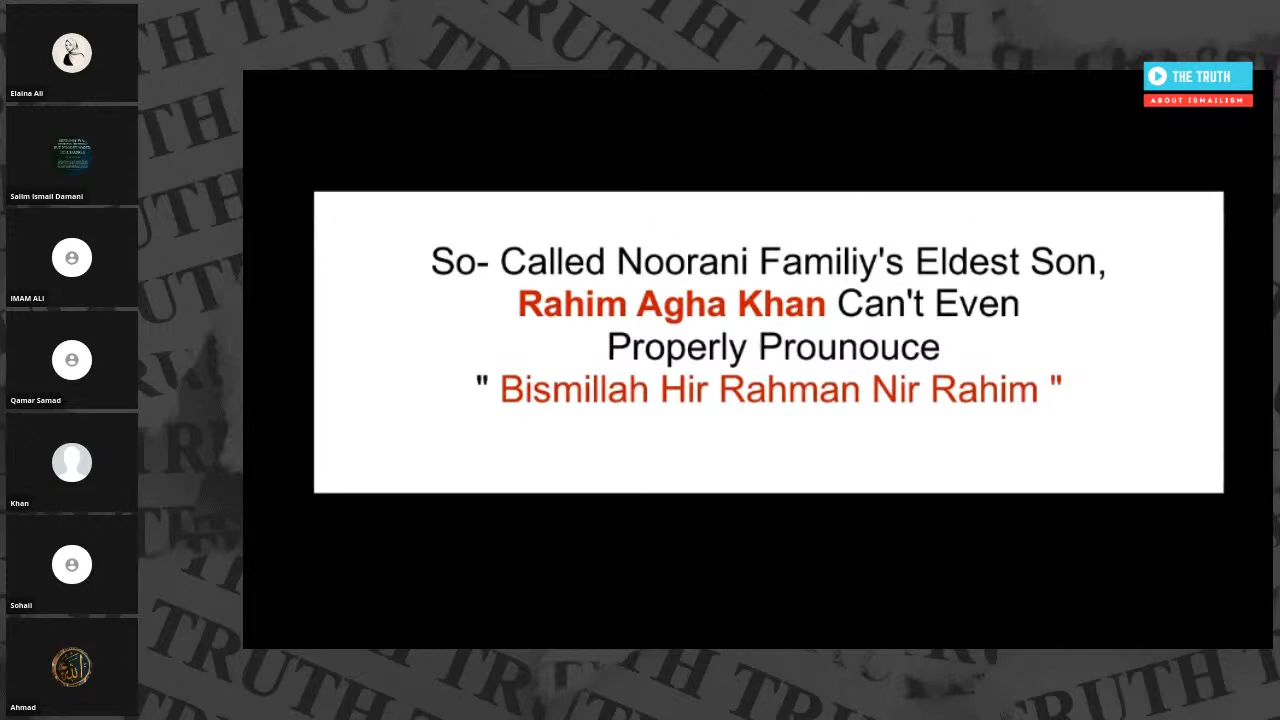 Elaina Ali
Salim Ismail Damani
IMAM ALI
Qamar Samad
Khan
Sohail
Ahmad
THE TRUTH
ABOUT ISMAILISM
So- Called Noorani Familiy's Eldest Son,
Rahim Agha Khan Can't Even
Properly Prounouce
" Bismillah Hir Rahman Nir Rahim "